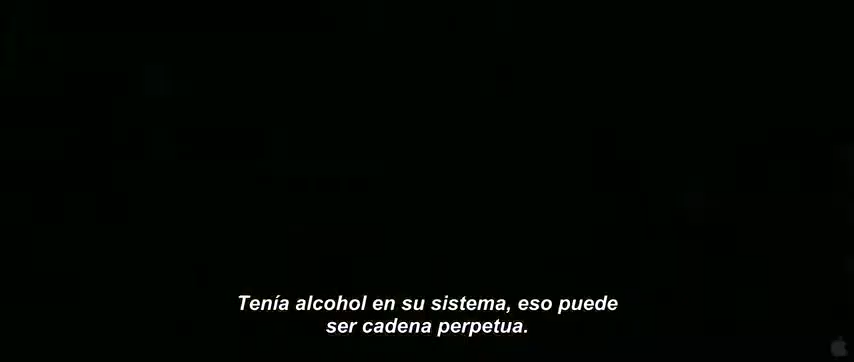 Tenía alcohol en su sistema, eso puede
ser cadena perpetua.